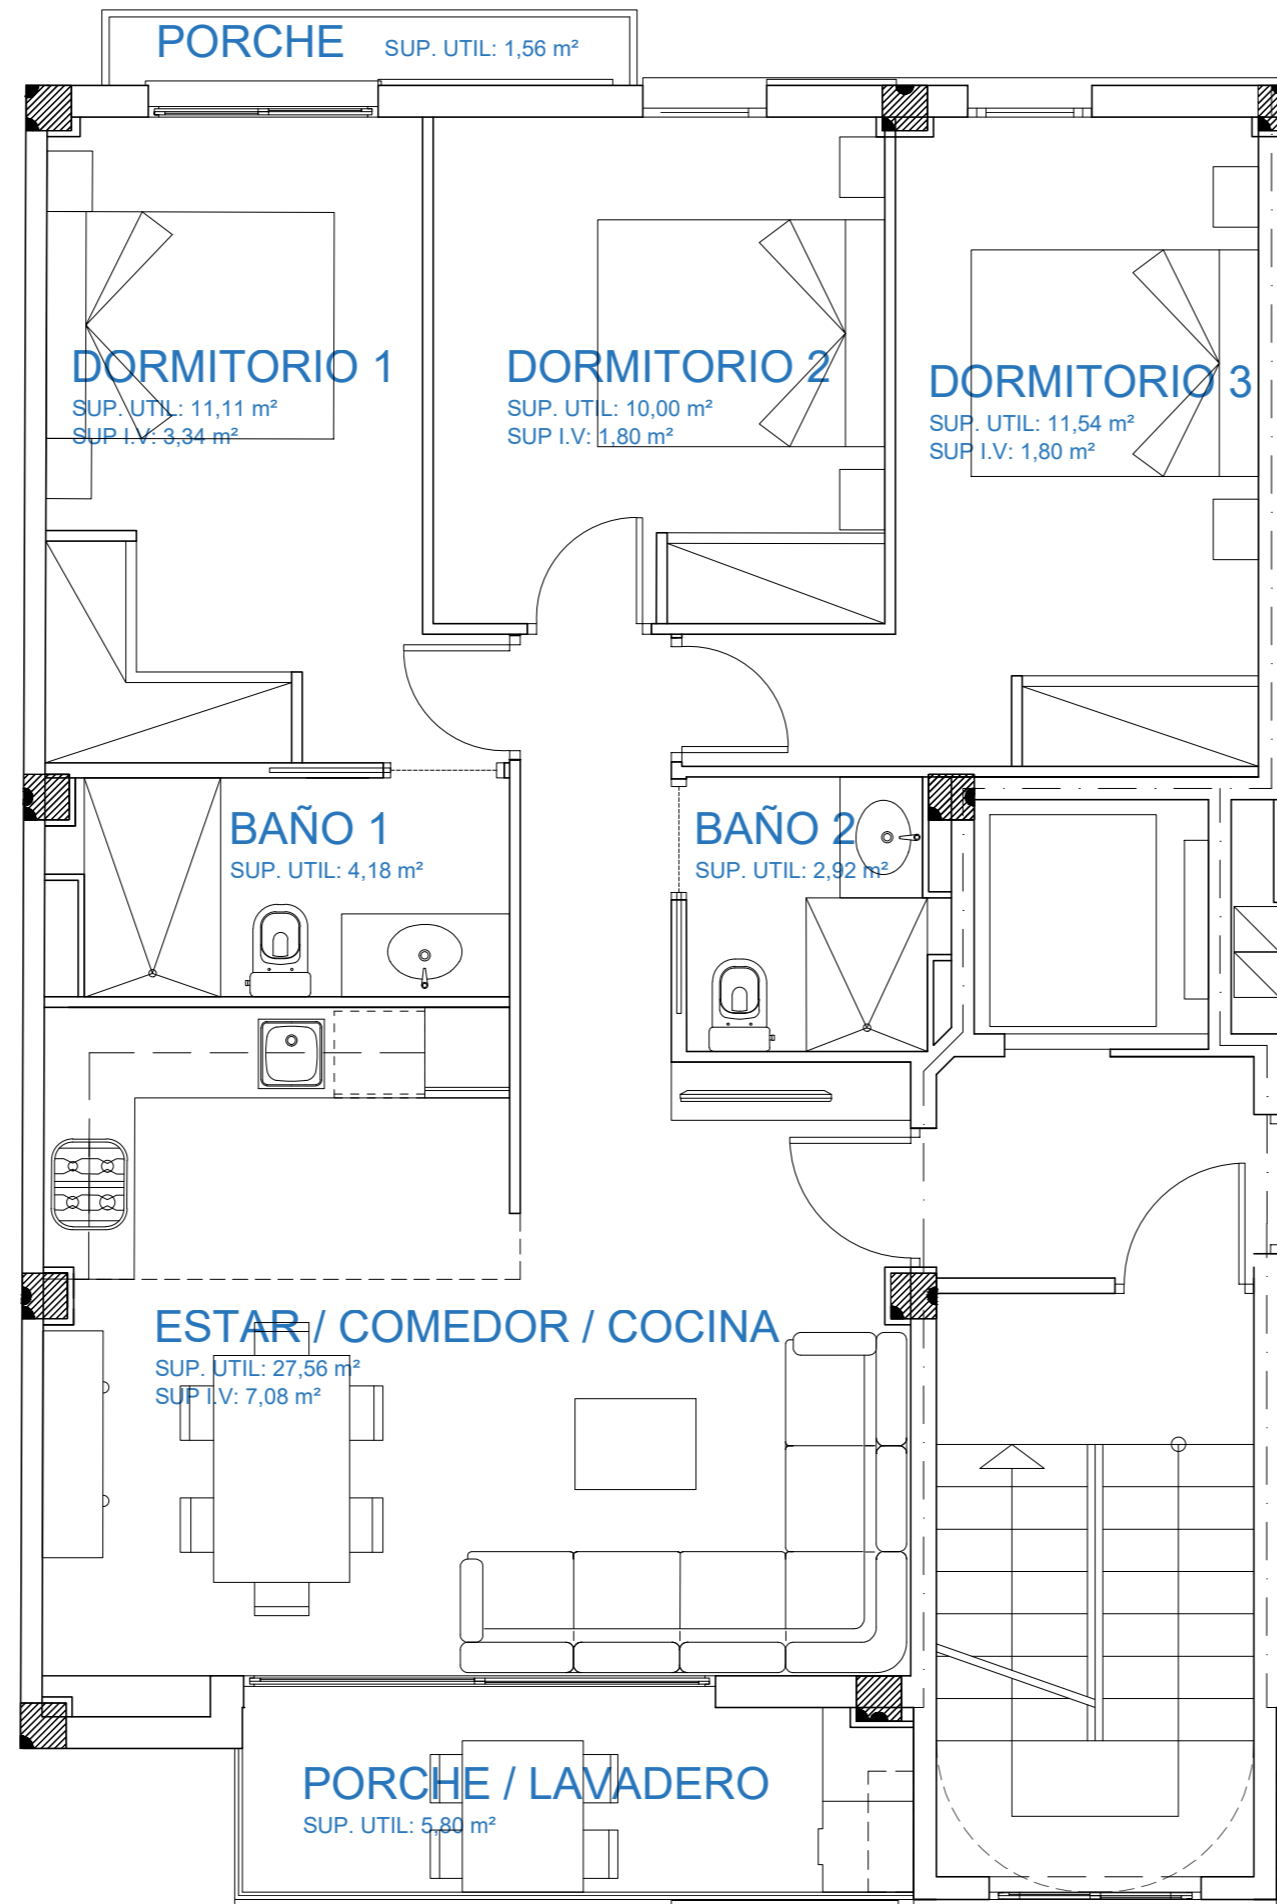 PORCHE SUP. UTIL: 1,56 m²
DORMITORIO 1
SUP. UTIL: 11,11 m²
SUP I.V: 3,34 m²
DORMITORIO 2
SUP. UTIL: 10,00 m²
SUP I.V: 1,80 m²
DORMITORIO 3
SUP. UTIL: 11,54 m²
SUP I.V: 1,80 m²
BAÑO 1
SUP. UTIL: 4,18 m²
BAÑO 2
SUP. UTIL: 2,92 m²
ESTAR / COMEDOR / COCINA
SUP. UTIL: 27,56 m²
SUP I.V: 7,08 m²
PORCHE / LAVADERO
SUP. UTIL: 5,80 m²